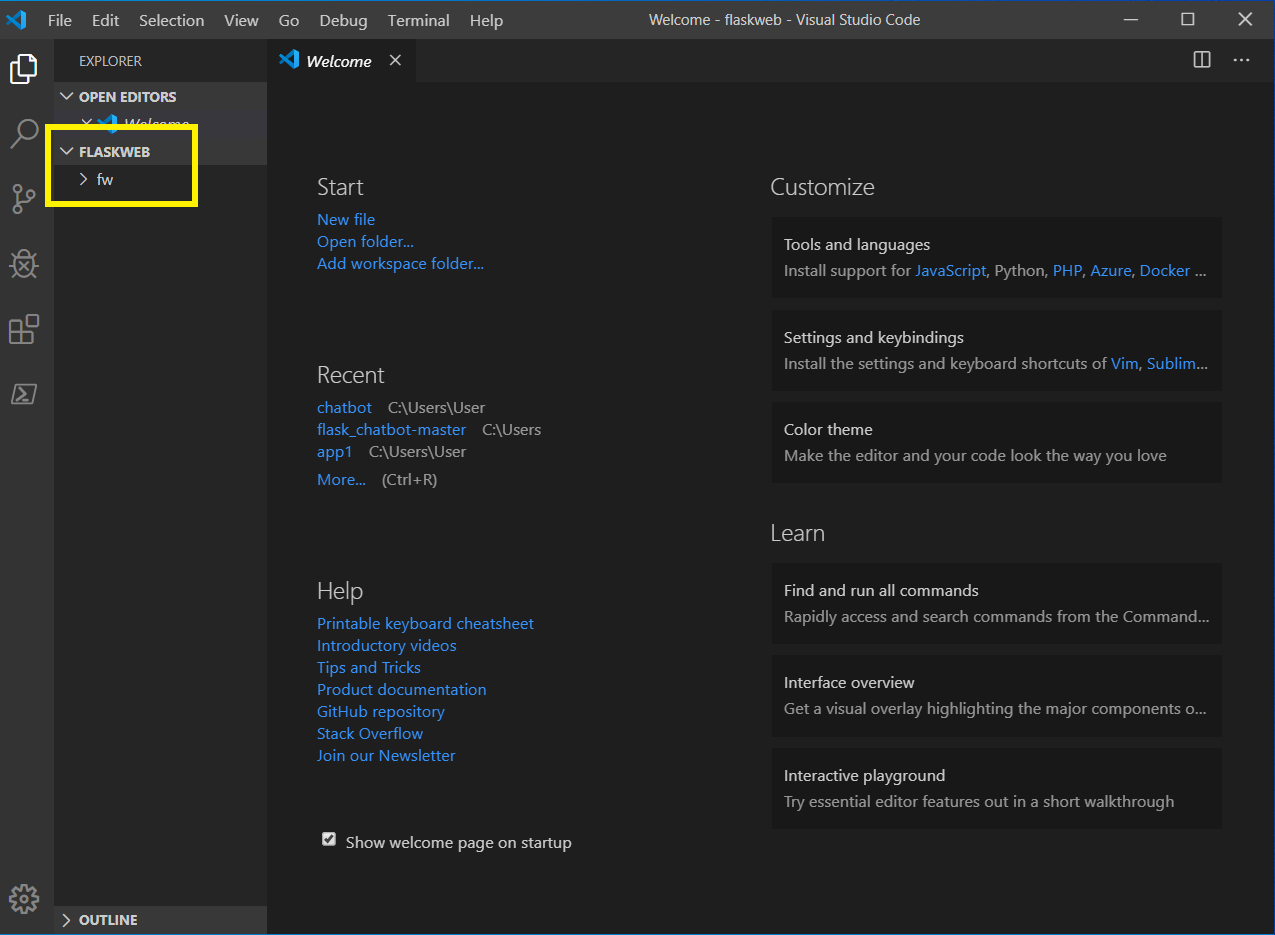 File Edit Selection View Go Debug Terminal Help Welcome - flaskweb - Visual Studio Code
EXPLORER
OPEN EDITORS
Welcome
FLASKWEB
fw
OUTLINE
Welcome
Start
New file
Open folder...
Add workspace folder...
Recent
chatbot C:\Users\User
flask_chatbot-master C:\Users
app1 C:\Users\User
More... (Ctrl+R)
Help
Printable keyboard cheatsheet
Introductory videos
Tips and Tricks
Product documentation
GitHub repository
Stack Overflow
Join our Newsletter
Show welcome page on startup
Customize
Tools and languages
Install support for JavaScript, Python, PHP, Azure, Docker ...
Settings and keybindings
Install the settings and keyboard shortcuts of Vim, Sublim...
Color theme
Make the editor and your code look the way you love
Learn
Find and run all commands
Rapidly access and search commands from the Command...
Interface overview
Get a visual overlay highlighting the major components o...
Interactive playground
Try essential editor features out in a short walkthrough